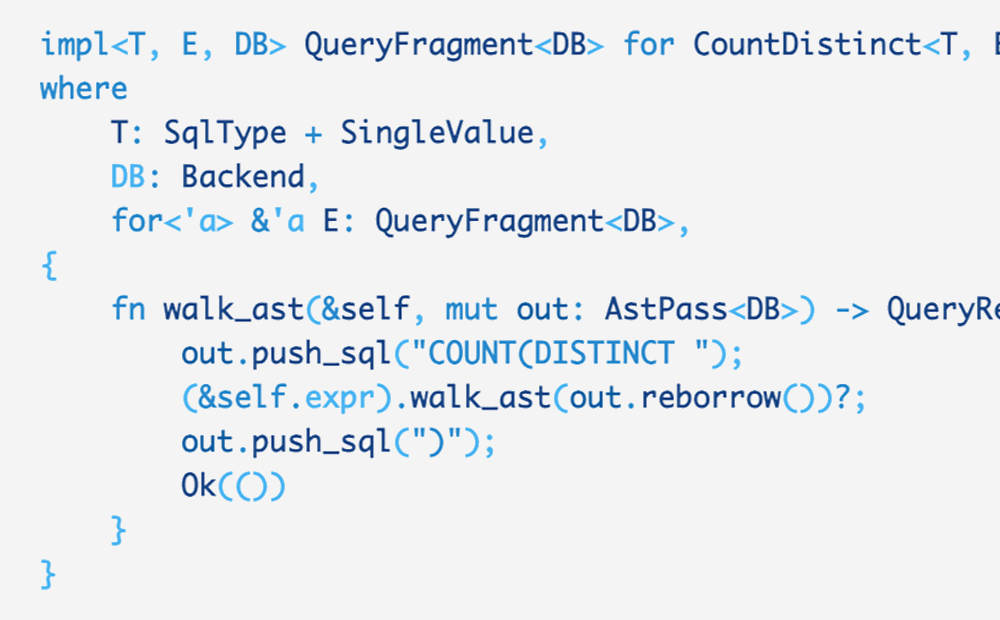 impl<T, E, DB> QueryFragment<DB> for CountDistinct<T,
where
    T: SqlType + SingleValue,
    DB: Backend,
    for<'a> &'a E: QueryFragment<DB>,
{
    fn walk_ast(&self, mut out: AstPass<DB>) -> QueryRe
        out.push_sql("COUNT(DISTINCT ");
        (&self.expr).walk_ast(out.reborrow())?;
        out.push_sql(")");
        Ok(())
    }
}